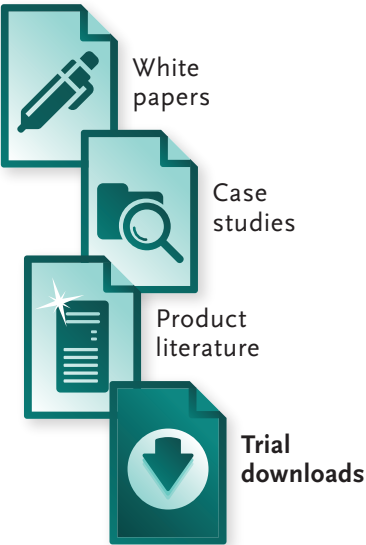 White
papers
Case
studies
Product
literature
Trial
downloads